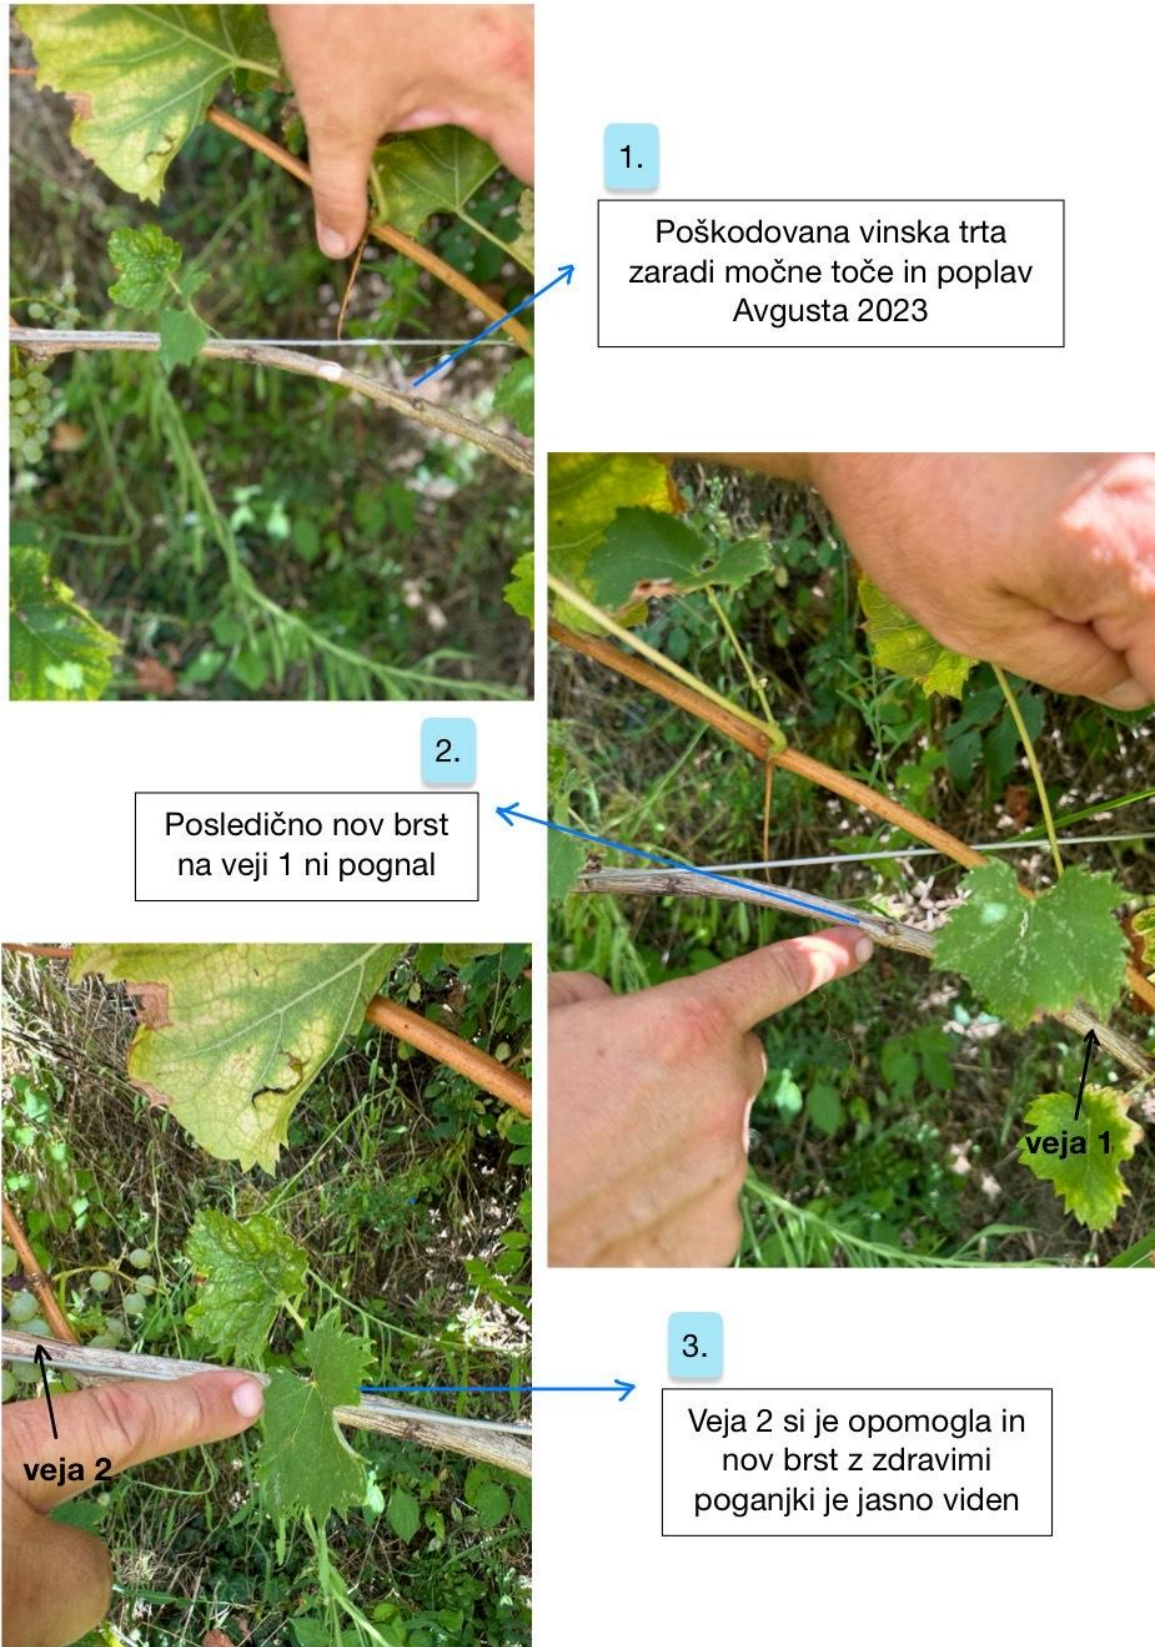 1.
Poškodovana vinska trta
zaradi močne toče in poplav
Avgusta 2023
2.
Posledično nov brst
na veji 1 ni pognal
veja 1
3.
Veja 2 si je opomogla in
nov brst z zdravimi
poganjki je jasno viden
veja 2